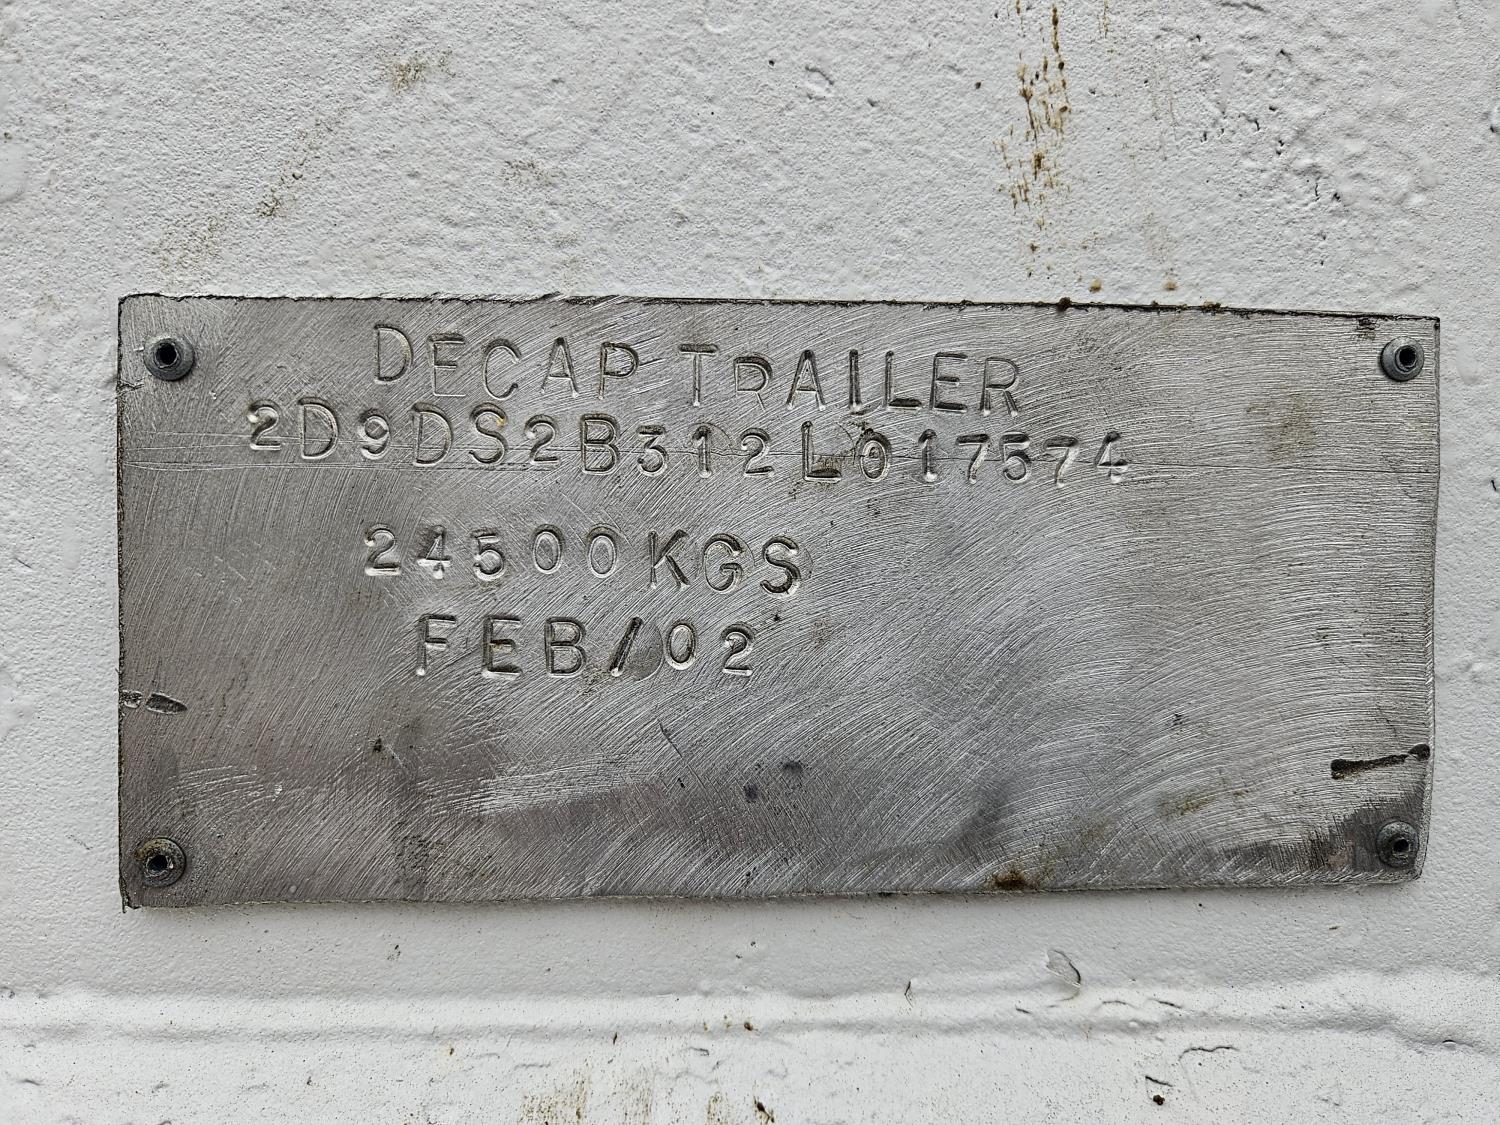 DECAP TRAILER
2D9DS2B312L017574
24500KGS
FEB/02